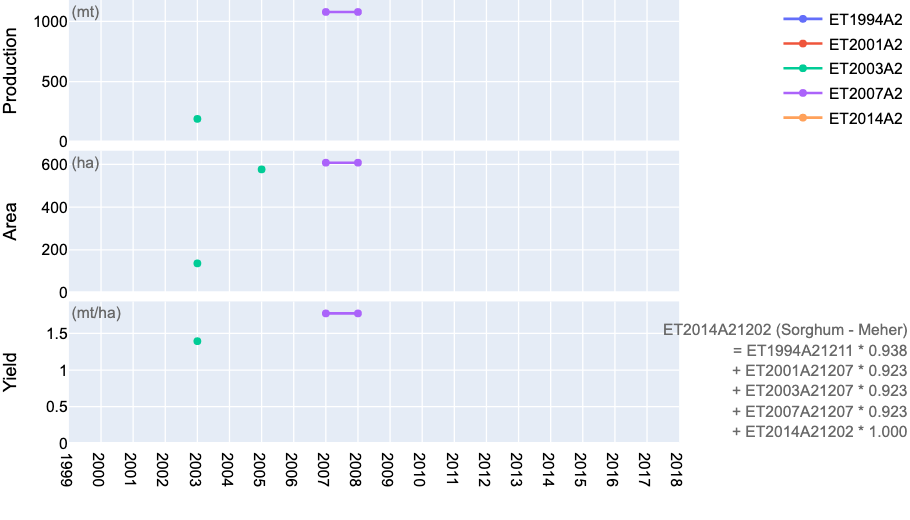 Production
(mt)
1000
500
0
Area
(ha)
600
400
200
0
Yield
(mt/ha)
1.5
1
0.5
0
1999
2000
2001
2002
2003
2004
2005
2006
2007
2008
2009
2010
2011
2012
2013
2014
2015
2016
2017
2018
ET1994A2
ET2001A2
ET2003A2
ET2007A2
ET2014A2
ET2014A21202 (Sorghum - Meher)
= ET1994A21211 * 0.938
+ ET2001A21207 * 0.923
+ ET2003A21207 * 0.923
+ ET2007A21207 * 0.923
+ ET2014A21202 * 1.000